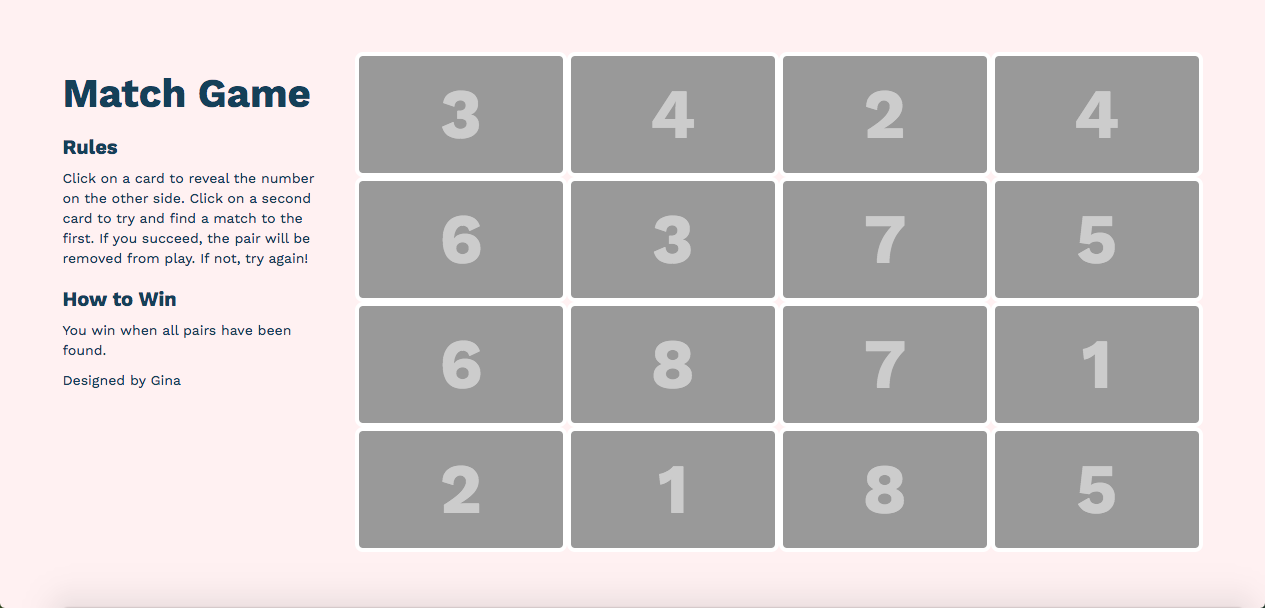 Match Game
Rules
Click on a card to reveal the number
on the other side. Click on a second
card to try and find a match to the
first. If you succeed, the pair will be
removed from play. If not, try again!
How to Win
You win when all pairs have been
found.
Designed by Gina
3 4 2 4
6 3 7 5
6 8 7 1
2 1 8 5